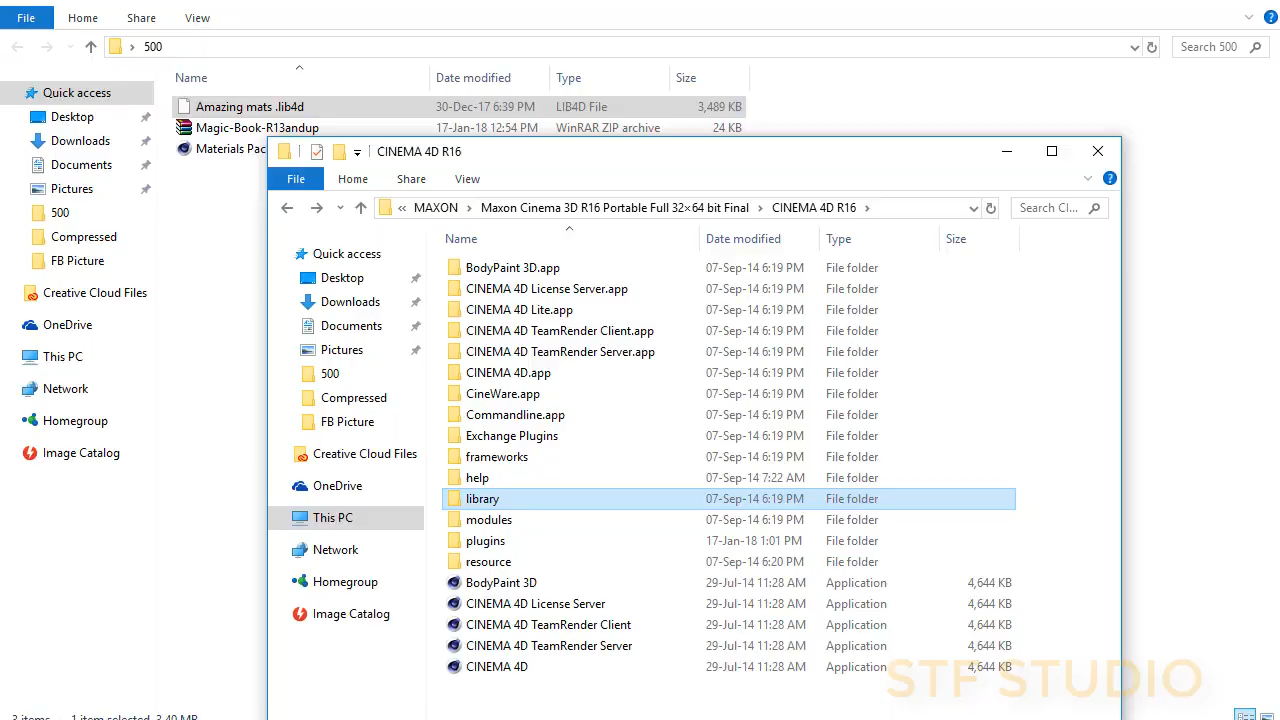 File Home Share View
500 Search 500
Name Date modified Type Size
Quick access
Desktop
Downloads
Documents
Pictures
500
Compressed
FB Picture
Creative Cloud Files
OneDrive
This PC
Network
Homegroup
Image Catalog
Amazing mats .lib4d 30-Dec-17 6:39 PM LIB4D File 3,489 KB
Magic-Book-R13andup 17-Jan-18 12:54 PM WinRAR ZIP archive 24 KB
Materials Pac
CINEMA 4D R16
File Home Share View
« MAXON › Maxon Cinema 3D R16 Portable Full 32×64 bit Final › CINEMA 4D R16 › Search Cl...
Name Date modified Type Size
Quick access
Desktop
Downloads
Documents
Pictures
500
Compressed
FB Picture
Creative Cloud Files
OneDrive
This PC
Network
Homegroup
Image Catalog
BodyPaint 3D.app 07-Sep-14 6:19 PM File folder
CINEMA 4D License Server.app 07-Sep-14 6:19 PM File folder
CINEMA 4D Lite.app 07-Sep-14 6:19 PM File folder
CINEMA 4D TeamRender Client.app 07-Sep-14 6:19 PM File folder
CINEMA 4D TeamRender Server.app 07-Sep-14 6:19 PM File folder
CINEMA 4D.app 07-Sep-14 6:19 PM File folder
CineWare.app 07-Sep-14 6:19 PM File folder
Commandline.app 07-Sep-14 6:19 PM File folder
Exchange Plugins 07-Sep-14 6:19 PM File folder
frameworks 07-Sep-14 6:19 PM File folder
help 07-Sep-14 7:22 AM File folder
library 07-Sep-14 6:19 PM File folder
modules 07-Sep-14 6:19 PM File folder
plugins 17-Jan-18 1:01 PM File folder
resource 07-Sep-14 6:20 PM File folder
BodyPaint 3D 29-Jul-14 11:28 AM Application 4,644 KB
CINEMA 4D License Server 29-Jul-14 11:28 AM Application 4,644 KB
CINEMA 4D TeamRender Client 29-Jul-14 11:28 AM Application 4,644 KB
CINEMA 4D TeamRender Server 29-Jul-14 11:28 AM Application 4,644 KB
CINEMA 4D 29-Jul-14 11:28 AM Application 4,644 KB
STF STUDIO
3 items 1 item selected 3.40 MB